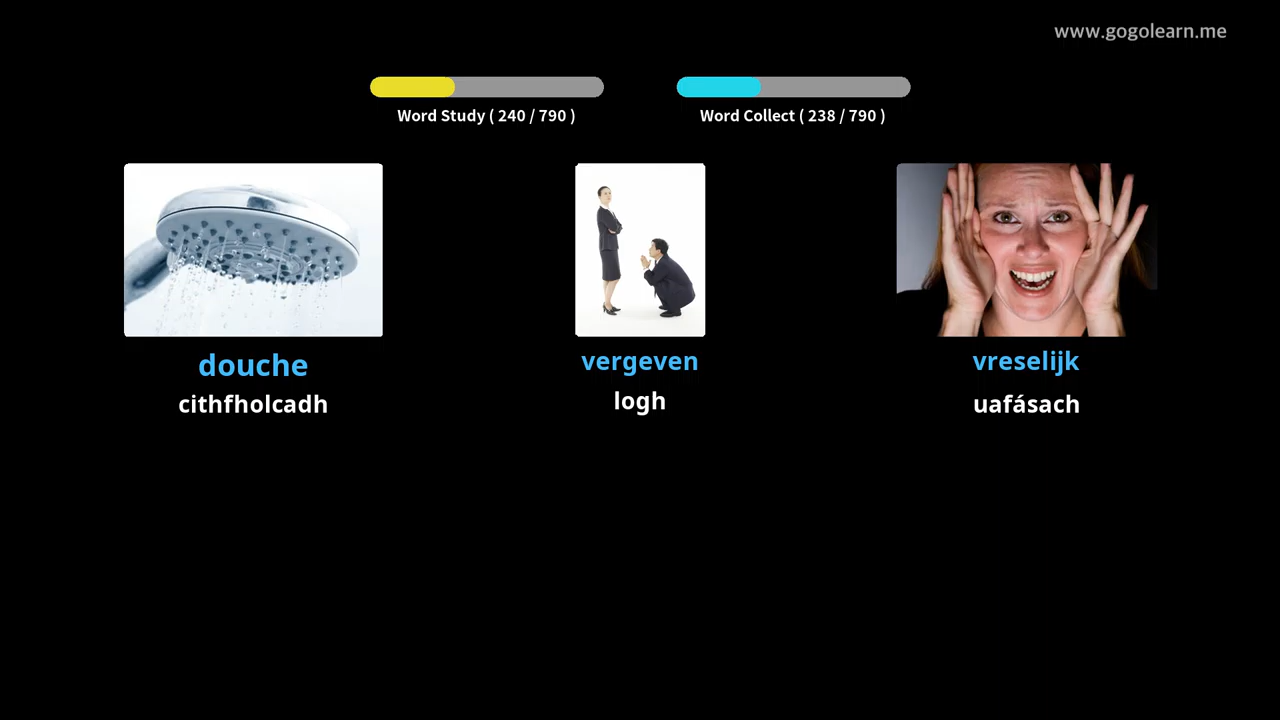 www.gogolearn.me
Word Study ( 240 / 790 )
Word Collect ( 238 / 790 )
douche
cithfholcadh
vergeven
logh
vreselijk
uafásach